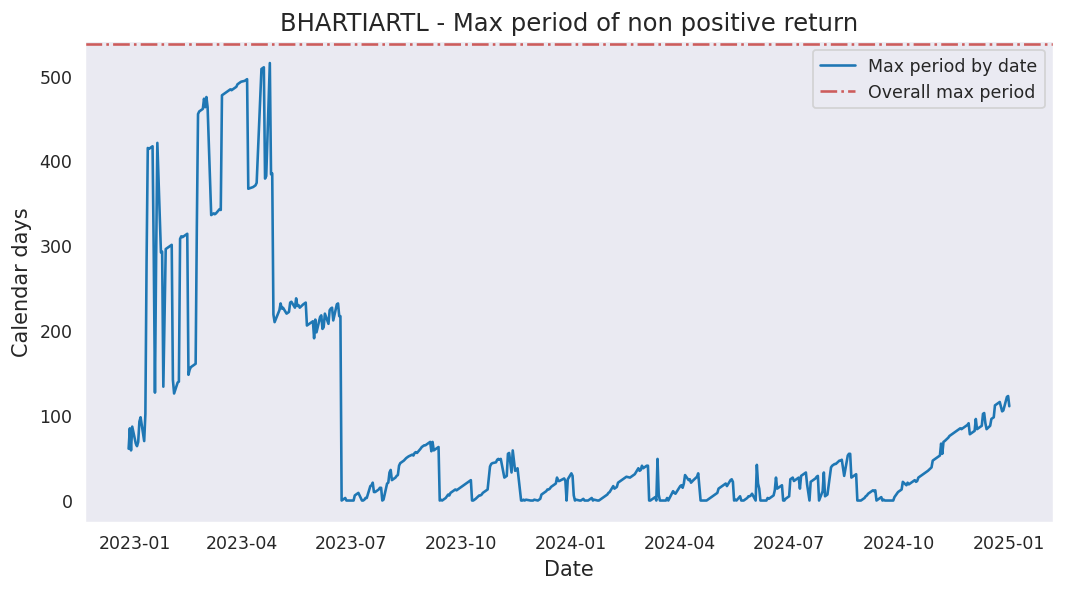 BHARTIARTL - Max period of non positive return
Max period by date
Overall max period
Calendar days
500
400
300
200
100
0
2023-01 2023-04 2023-07 2023-10 2024-01 2024-04 2024-07 2024-10 2025-01
Date